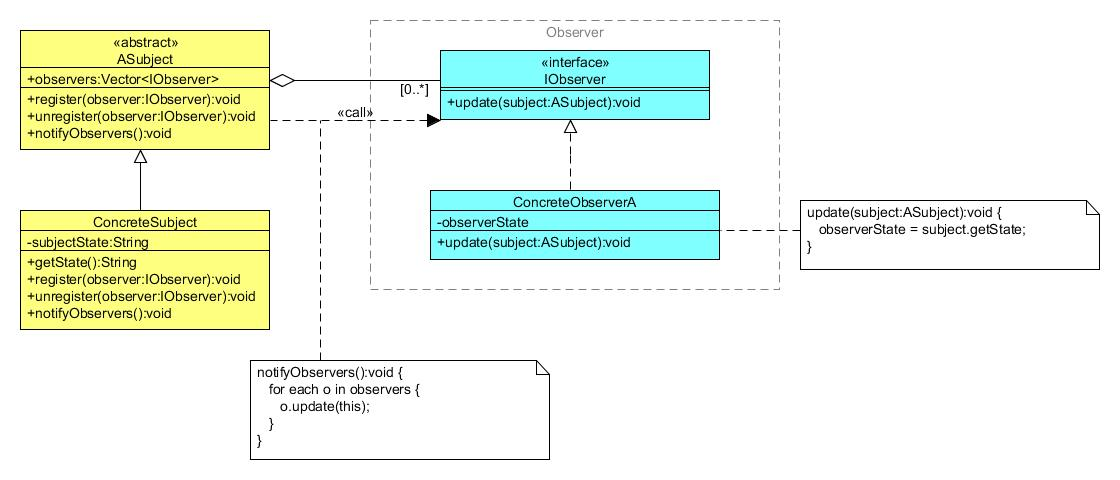 «abstract»
ASubject
+observers:Vector<IObserver>
+register(observer:IObserver):void
+unregister(observer:IObserver):void
+notifyObservers():void
Observer
«interface»
IObserver
+update(subject:ASubject):void
[0..*]
«call»
ConcreteSubject
-subjectState:String
+getState():String
+register(observer:IObserver):void
+unregister(observer:IObserver):void
+notifyObservers():void
ConcreteObserverA
-observerState
+update(subject:ASubject):void
update(subject:ASubject):void {
observerState = subject.getState;
}
notifyObservers():void {
for each o in observers {
o.update(this);
}
}